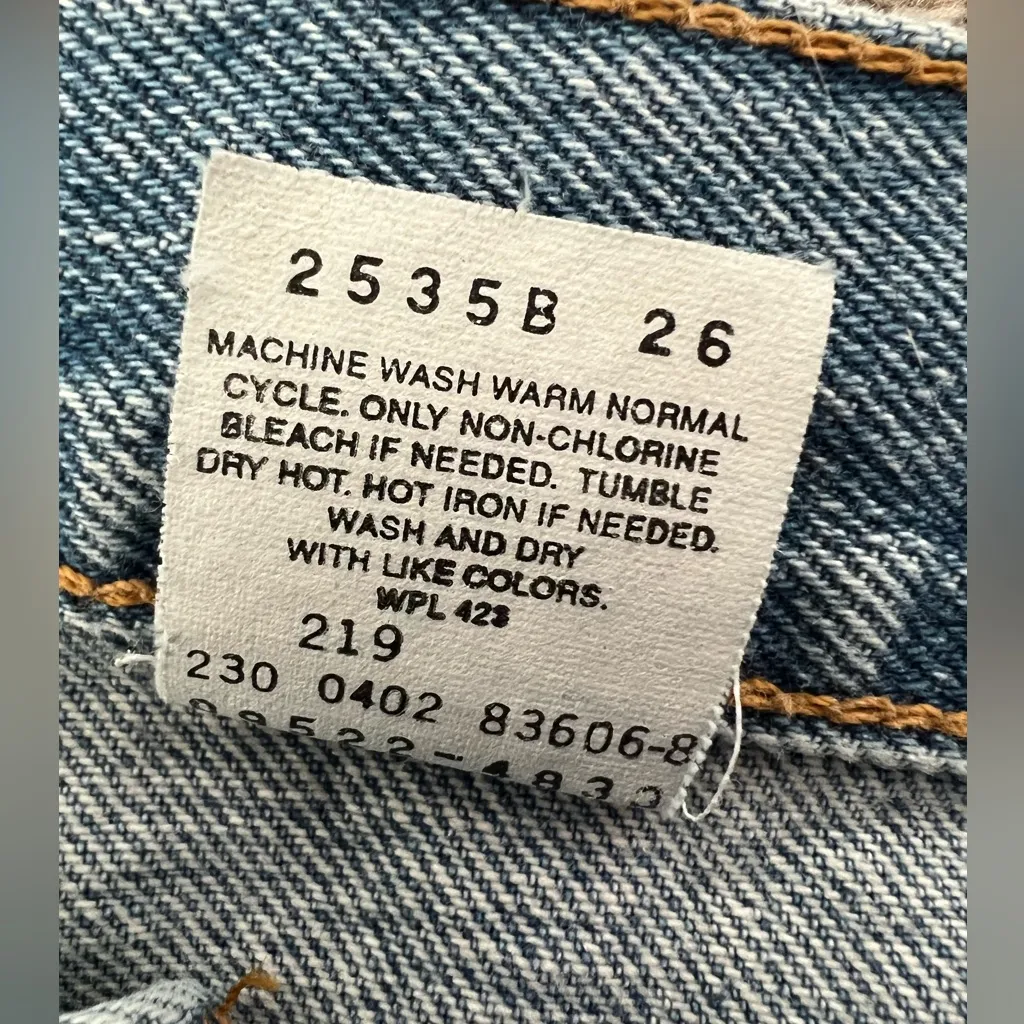 2535B 26
MACHINE WASH WARM NORMAL
CYCLE. ONLY NON-CHLORINE
BLEACH IF NEEDED. TUMBLE
DRY HOT. HOT IRON IF NEEDED.
WASH AND DRY
WITH LIKE COLORS.
WPL 423
219
230 0402 83606-8